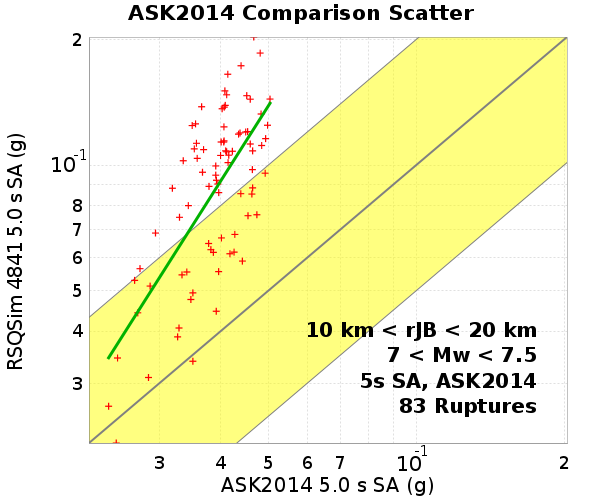 ASK2014 Comparison Scatter
2
10-1
8
7
6
5
4
3
RSQSim 4841 5.0 s SA (g)
10 km < rJB < 20 km
7 < Mw < 7.5
5s SA, ASK2014
83 Ruptures
3 4 5 6 7 10-1 2
ASK2014 5.0 s SA (g)